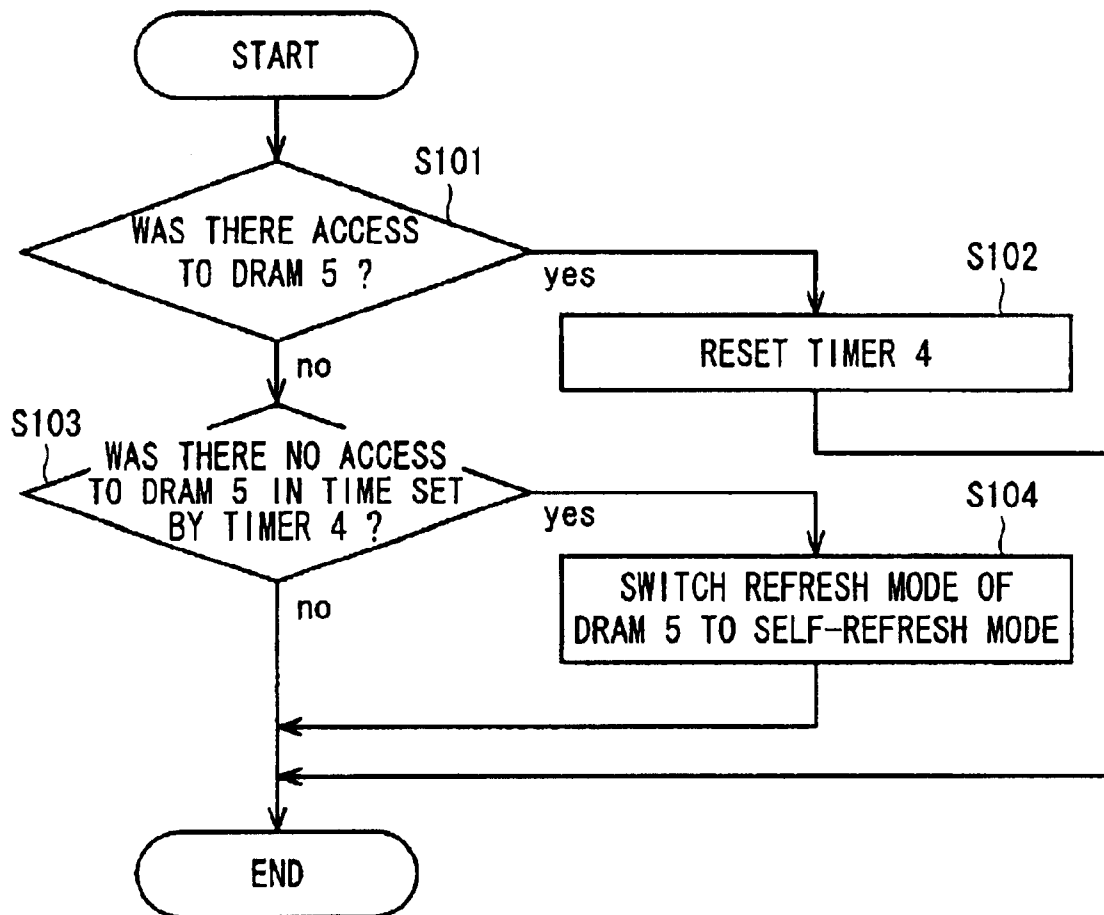 START
S101
WAS THERE ACCESS
TO DRAM 5 ?
yes
S102
RESET TIMER 4
no
S103
WAS THERE NO ACCESS
TO DRAM 5 IN TIME SET
BY TIMER 4 ?
yes
S104
SWITCH REFRESH MODE OF
DRAM 5 TO SELF-REFRESH MODE
no
END